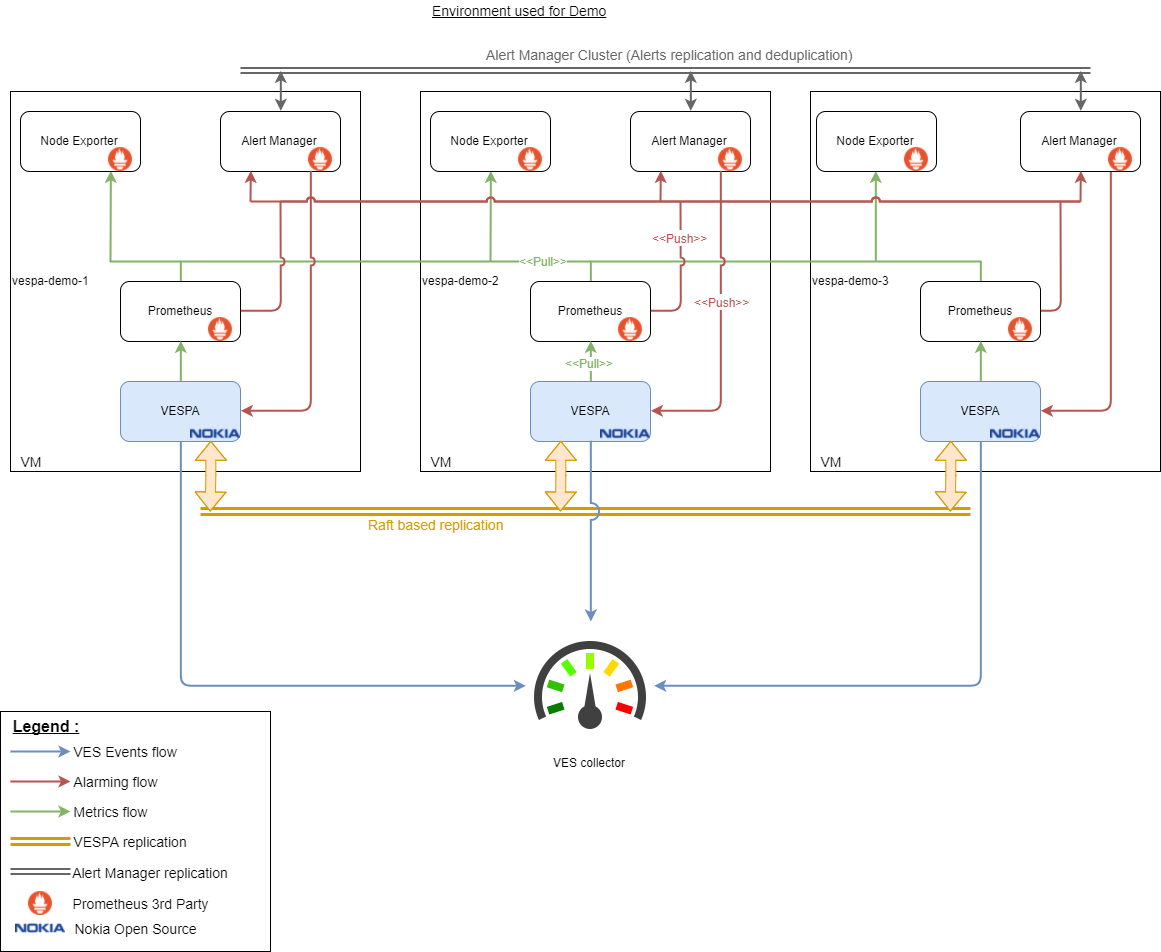 Environment used for Demo
Alert Manager Cluster (Alerts replication and deduplication)
Node Exporter
Alert Manager
Node Exporter
Alert Manager
Node Exporter
Alert Manager
<<Push>>
<<Pull>>
vespa-demo-1
vespa-demo-2
vespa-demo-3
<<Push>>
Prometheus
Prometheus
Prometheus
<<Pull>>
VESPA
NOKIA
VESPA
NOKIA
VESPA
NOKIA
VM
VM
VM
Raft based replication
VES collector
Legend :
VES Events flow
Alarming flow
Metrics flow
VESPA replication
Alert Manager replication
Prometheus 3rd Party
NOKIA Nokia Open Source